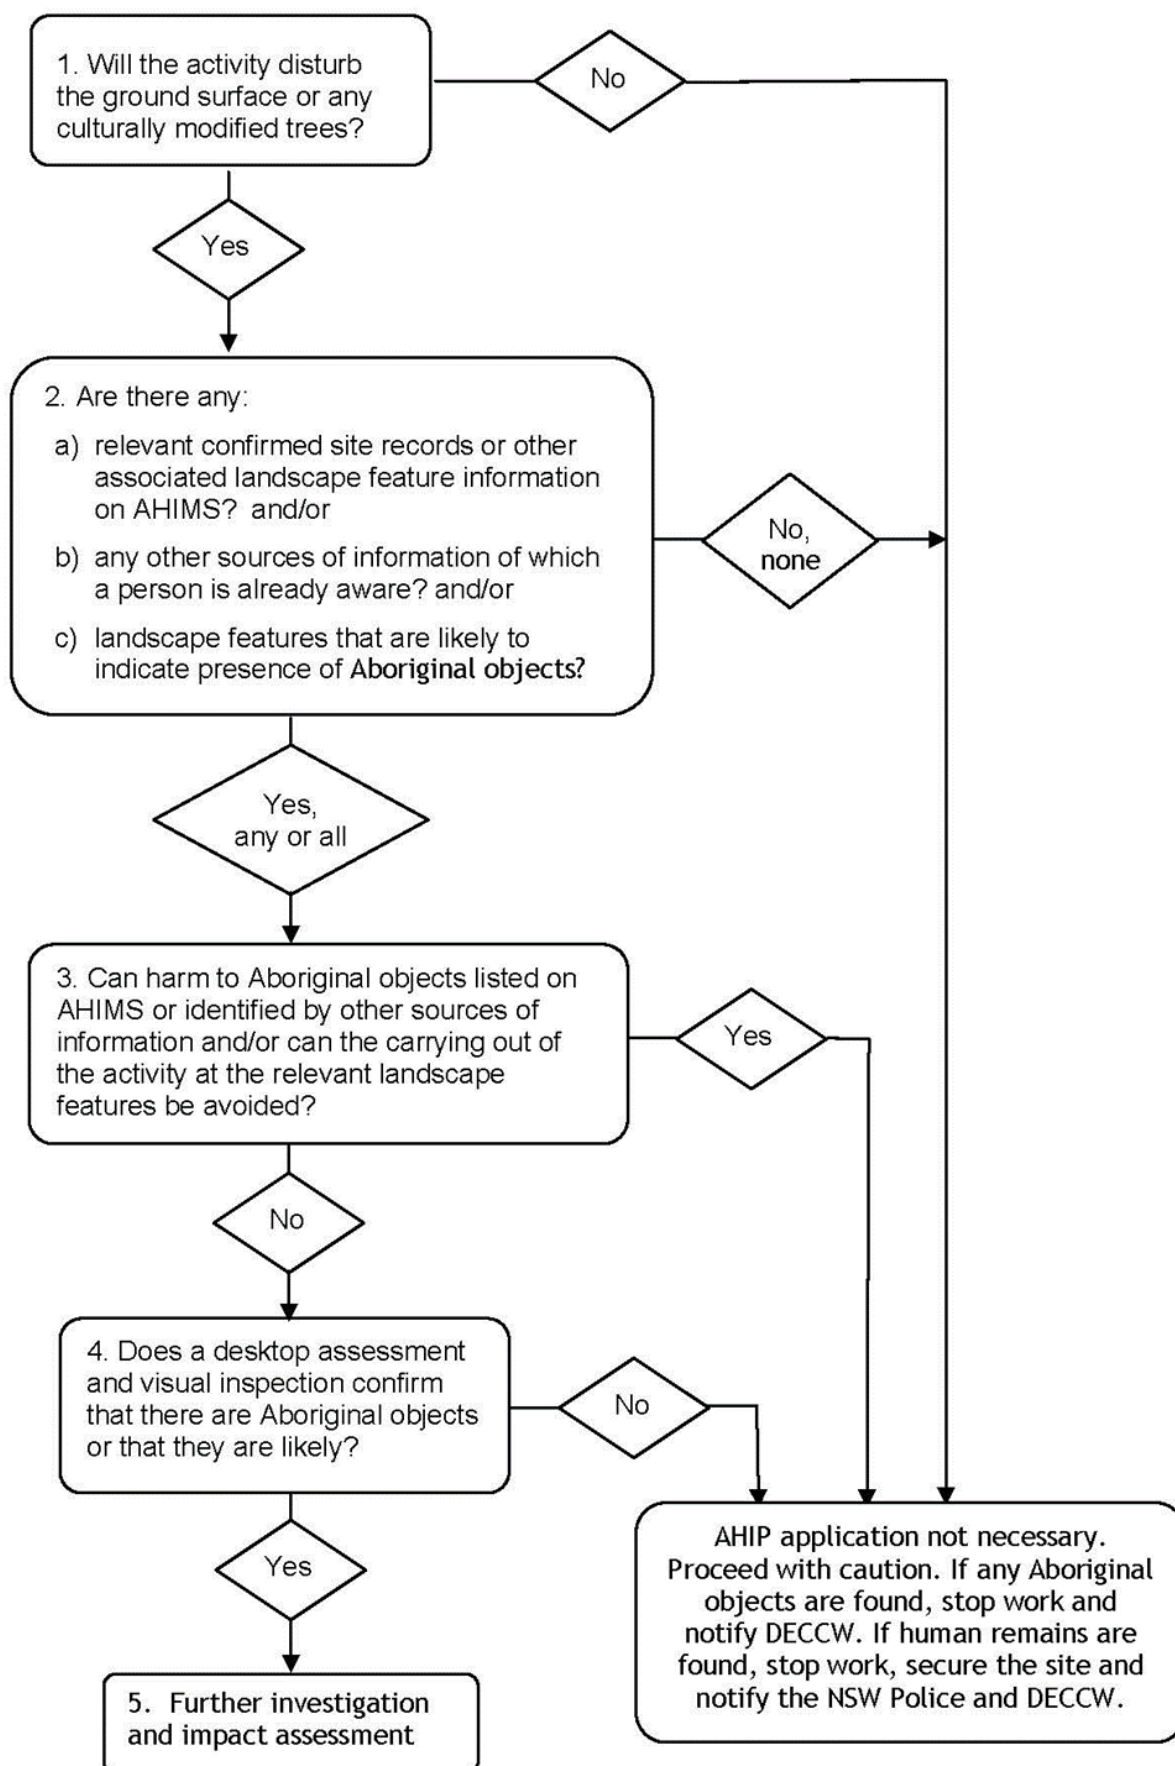 1. Will the activity disturb
the ground surface or any
culturally modified trees?
No
Yes
2. Are there any:
a) relevant confirmed site records or other
associated landscape feature information
on AHIMS? and/or
b) any other sources of information of which
a person is already aware? and/or
c) landscape features that are likely to
indicate presence of Aboriginal objects?
No,
none
Yes,
any or all
3. Can harm to Aboriginal objects listed on
AHIMS or identified by other sources of
information and/or can the carrying out of
the activity at the relevant landscape
features be avoided?
Yes
No
4. Does a desktop assessment
and visual inspection confirm
that there are Aboriginal objects
or that they are likely?
No
Yes
AHIP application not necessary.
Proceed with caution. If any Aboriginal
objects are found, stop work and
notify DECCW. If human remains are
found, stop work, secure the site and
notify the NSW Police and DECCW.
5. Further investigation
and impact assessment